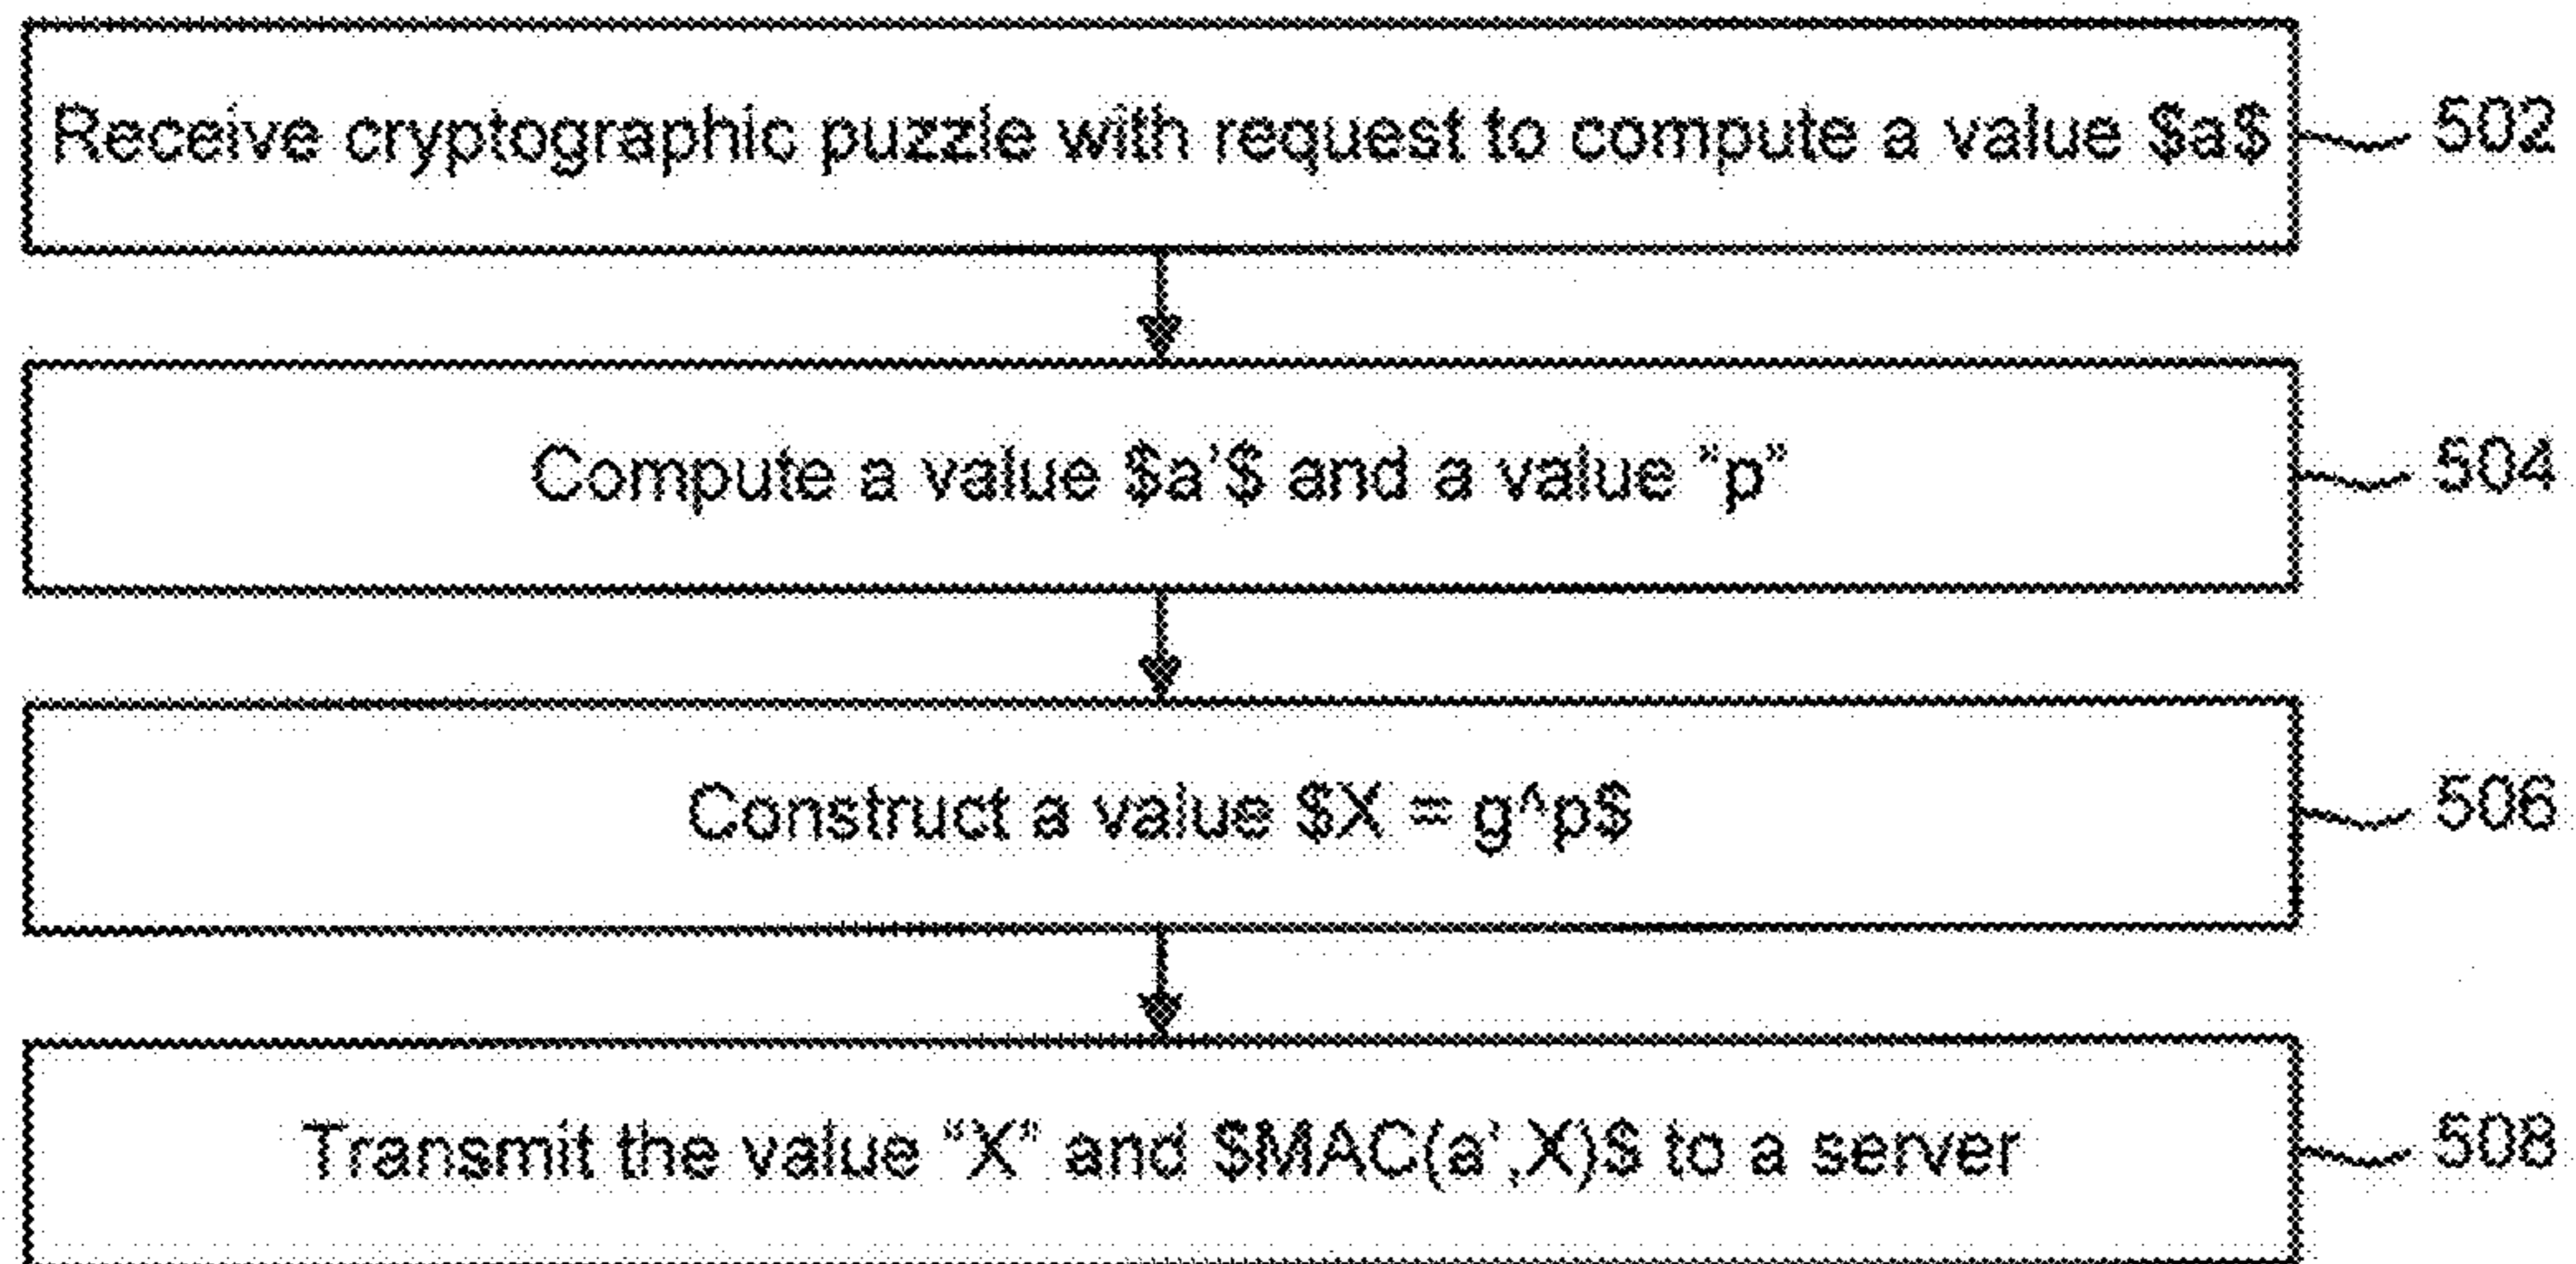 Receive cryptographic puzzle with request to compute a value $a$ 502
Compute a value $a'$ and a value "p" 504
Construct a value $X = g^p$ 506
Transmit the value "X" and $MAC(a',X)$ to a server 508